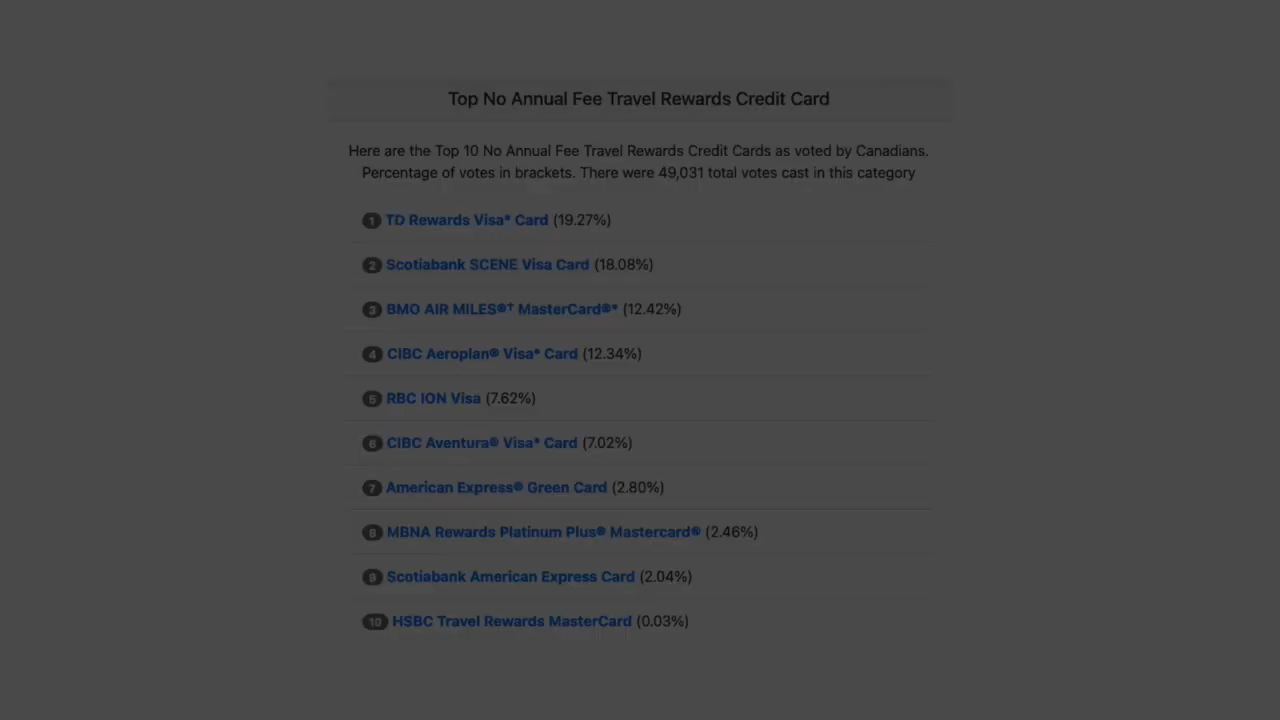 Top No Annual Fee Travel Rewards Credit Card
Here are the Top 10 No Annual Fee Travel Rewards Credit Cards as voted by Canadians.
Percentage of votes in brackets. There were 49,031 total votes cast in this category
1 TD Rewards Visa* Card (19.27%)
2 Scotiabank SCENE Visa Card (18.08%)
3 BMO AIR MILES®† MasterCard®* (12.42%)
4 CIBC Aeroplan® Visa* Card (12.34%)
5 RBC ION Visa (7.62%)
6 CIBC Aventura® Visa* Card (7.02%)
7 American Express® Green Card (2.80%)
8 MBNA Rewards Platinum Plus® Mastercard® (2.46%)
9 Scotiabank American Express Card (2.04%)
10 HSBC Travel Rewards MasterCard (0.03%)